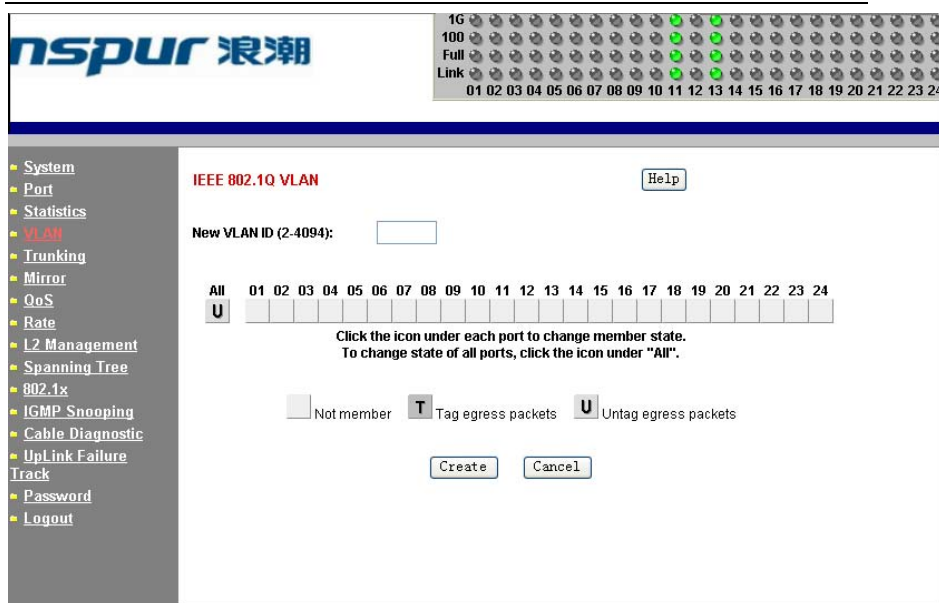 nspur 浪潮
1G
100
Full
Link
01 02 03 04 05 06 07 08 09 10 11 12 13 14 15 16 17 18 19 20 21 22 23 24
System
Port
Statistics
VLAN
Trunking
Mirror
QoS
Rate
L2 Management
Spanning Tree
802.1x
IGMP Snooping
Cable Diagnostic
UpLink Failure
Track
Password
Logout
IEEE 802.1Q VLAN
Help
New VLAN ID (2-4094):
All 01 02 03 04 05 06 07 08 09 10 11 12 13 14 15 16 17 18 19 20 21 22 23 24
U
Click the icon under each port to change member state.
To change state of all ports, click the icon under "All".
Not member T Tag egress packets U Untag egress packets
Create Cancel